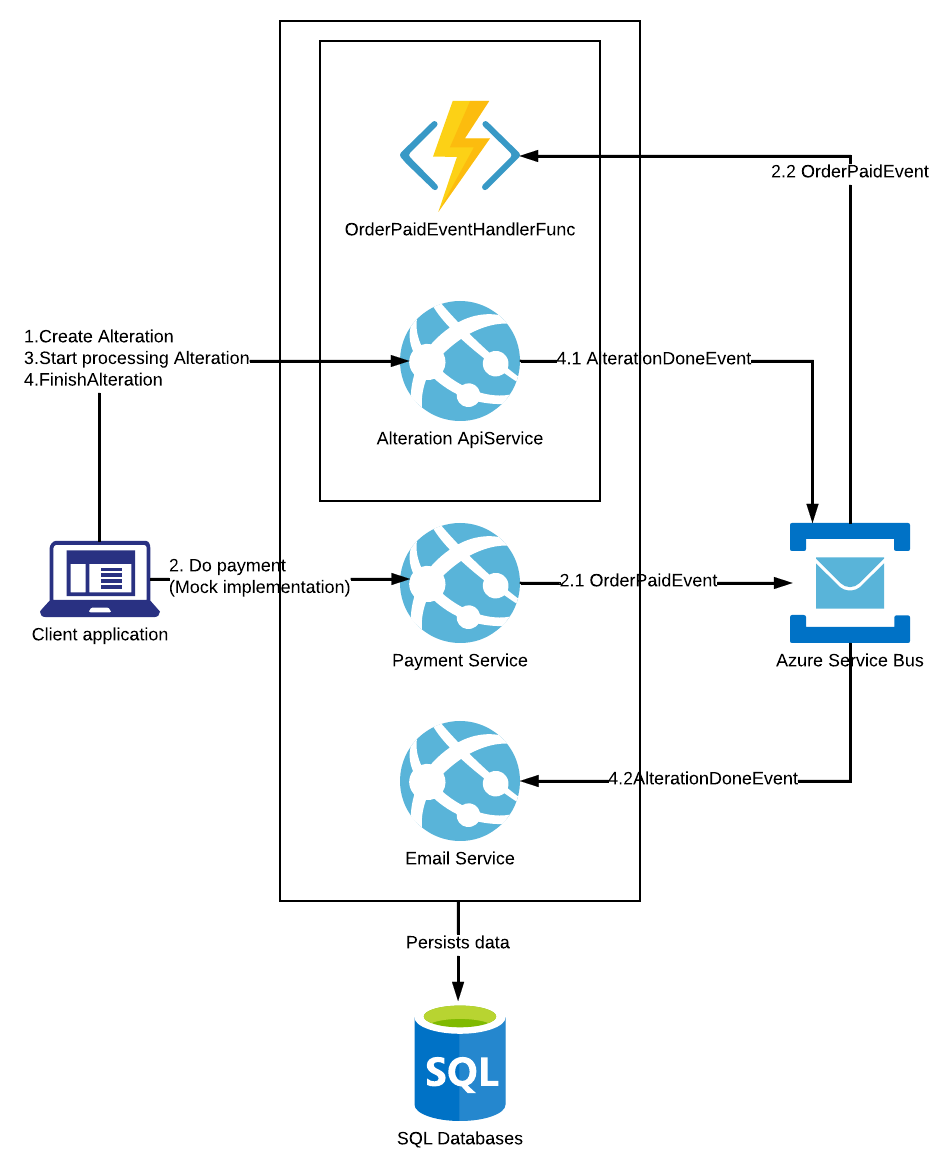 2.2 OrderPaidEvent
OrderPaidEventHandlerFunc
1.Create Alteration
3.Start processing Alteration
4.FinishAlteration
4.1 AlterationDoneEvent
Alteration ApiService
2. Do payment
(Mock implementation)
2.1 OrderPaidEvent
Client application
Payment Service
Azure Service Bus
4.2AlterationDoneEvent
Email Service
Persists data
SQL
SQL Databases